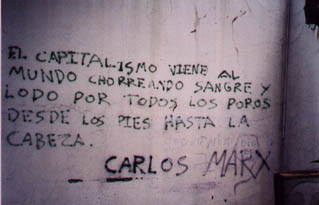 EL CAPITALISMO VIENE AL
MUNDO CHORREANDO SANGRE Y
LODO POR TODOS LOS POROS
DESDE LOS PIES HASTA LA
CABEZA.
CARLOS MARX